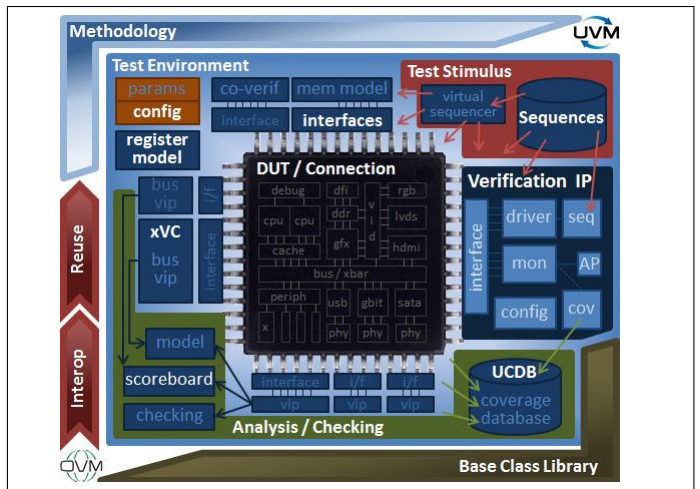 Methodology
UVM
Test Environment
params
config
register
model
co-verif
mem model
interface
interfaces
Test Stimulus
virtual
sequencer
Sequences
DUT / Connection
debug
dfi
rgb
cpu
cpu
ddr
v
i
d
lvds
cache
gfx
hdmi
bus / xbar
periph
usb
gbit
sata
x
phy
phy
phy
bus
vip
i/f
xVC
bus
vip
interface
Verification IP
interface
driver
seq
mon
AP
config
cov
Reuse
Interop
OVM
model
scoreboard
checking
interface
i/f
i/f
vip
vip
vip
Analysis / Checking
UCDB
coverage
database
Base Class Library